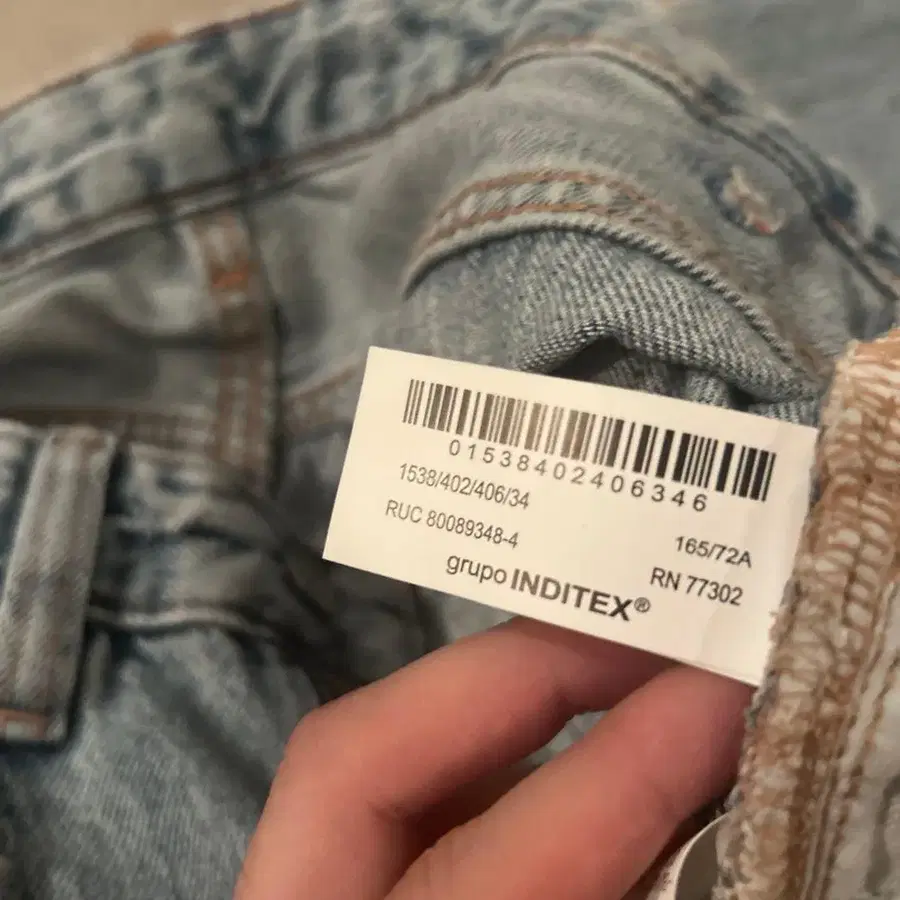 01538402406346
1538/402/406/34
RUC 80089348-4
165/72A
RN 77302
grupo INDITEX®